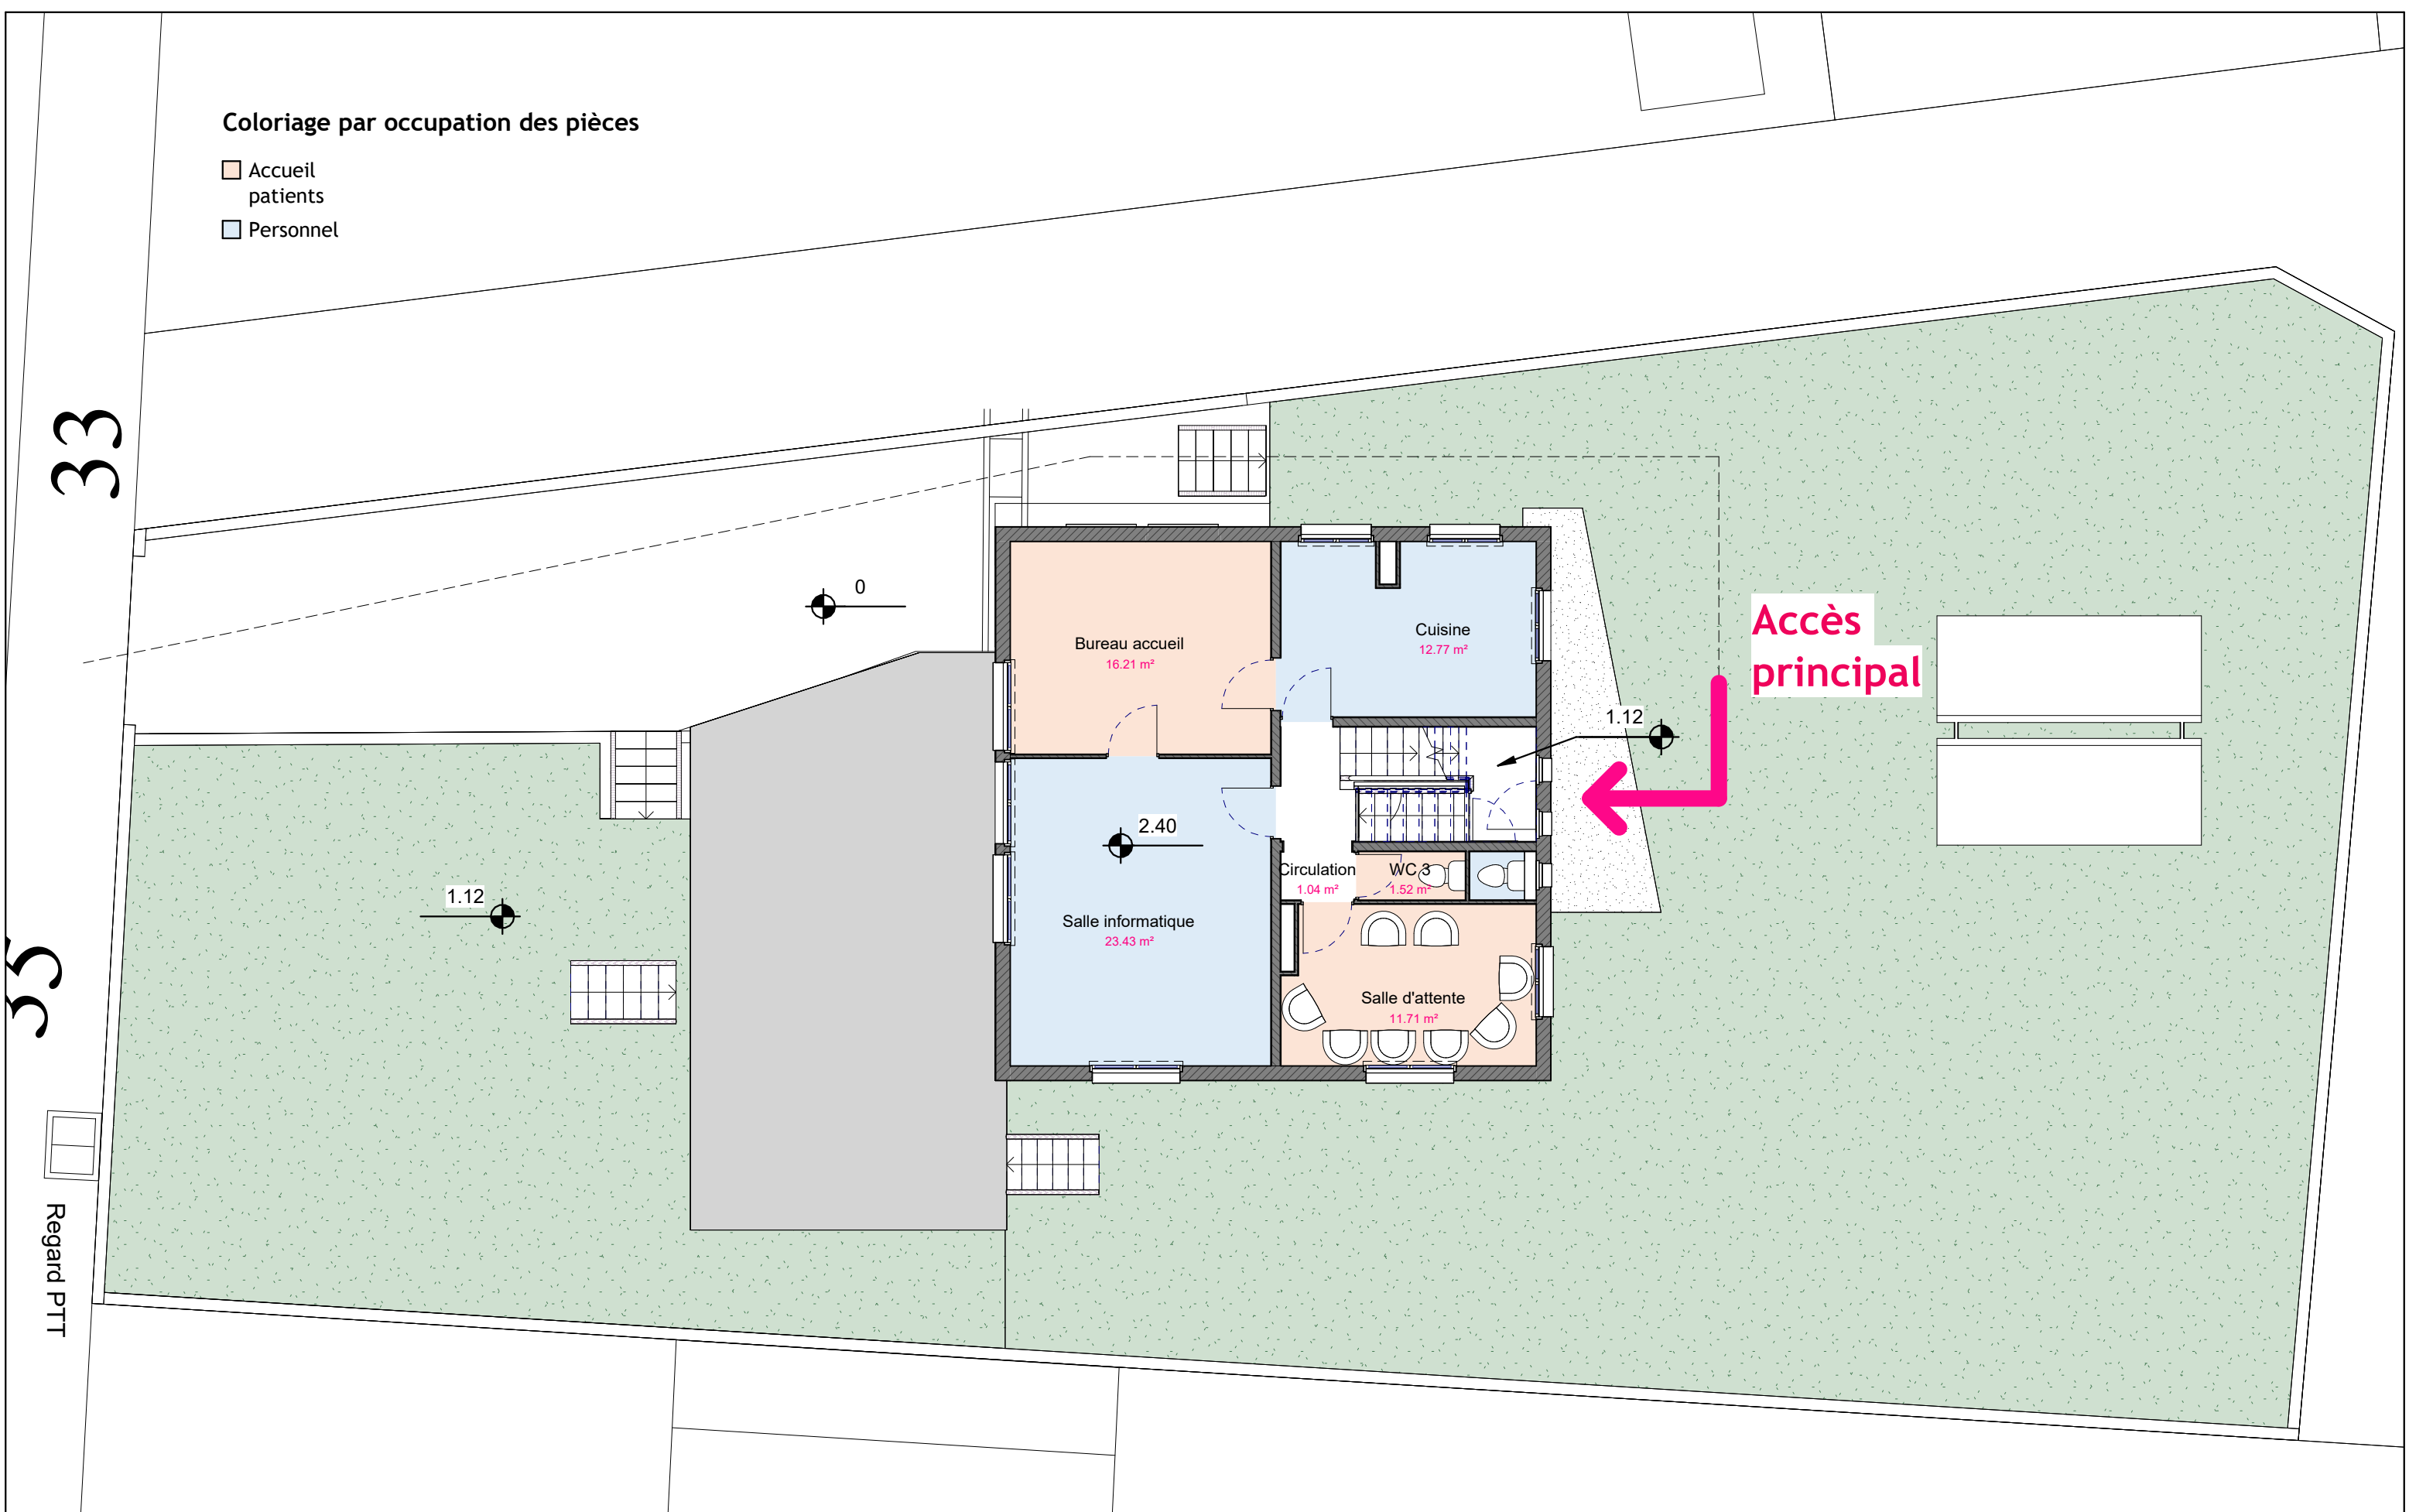 Coloriage par occupation des pièces
Accueil
patients
Personnel
33
0
Bureau accueil
16.21 m²
Cuisine
12.77 m²
Accès
principal
1.12
2.40
1.12
Circulation
1.04 m²
WC 3
1.52 m²
Salle informatique
23.43 m²
35
Salle d'attente
11.71 m²
Regard PTT